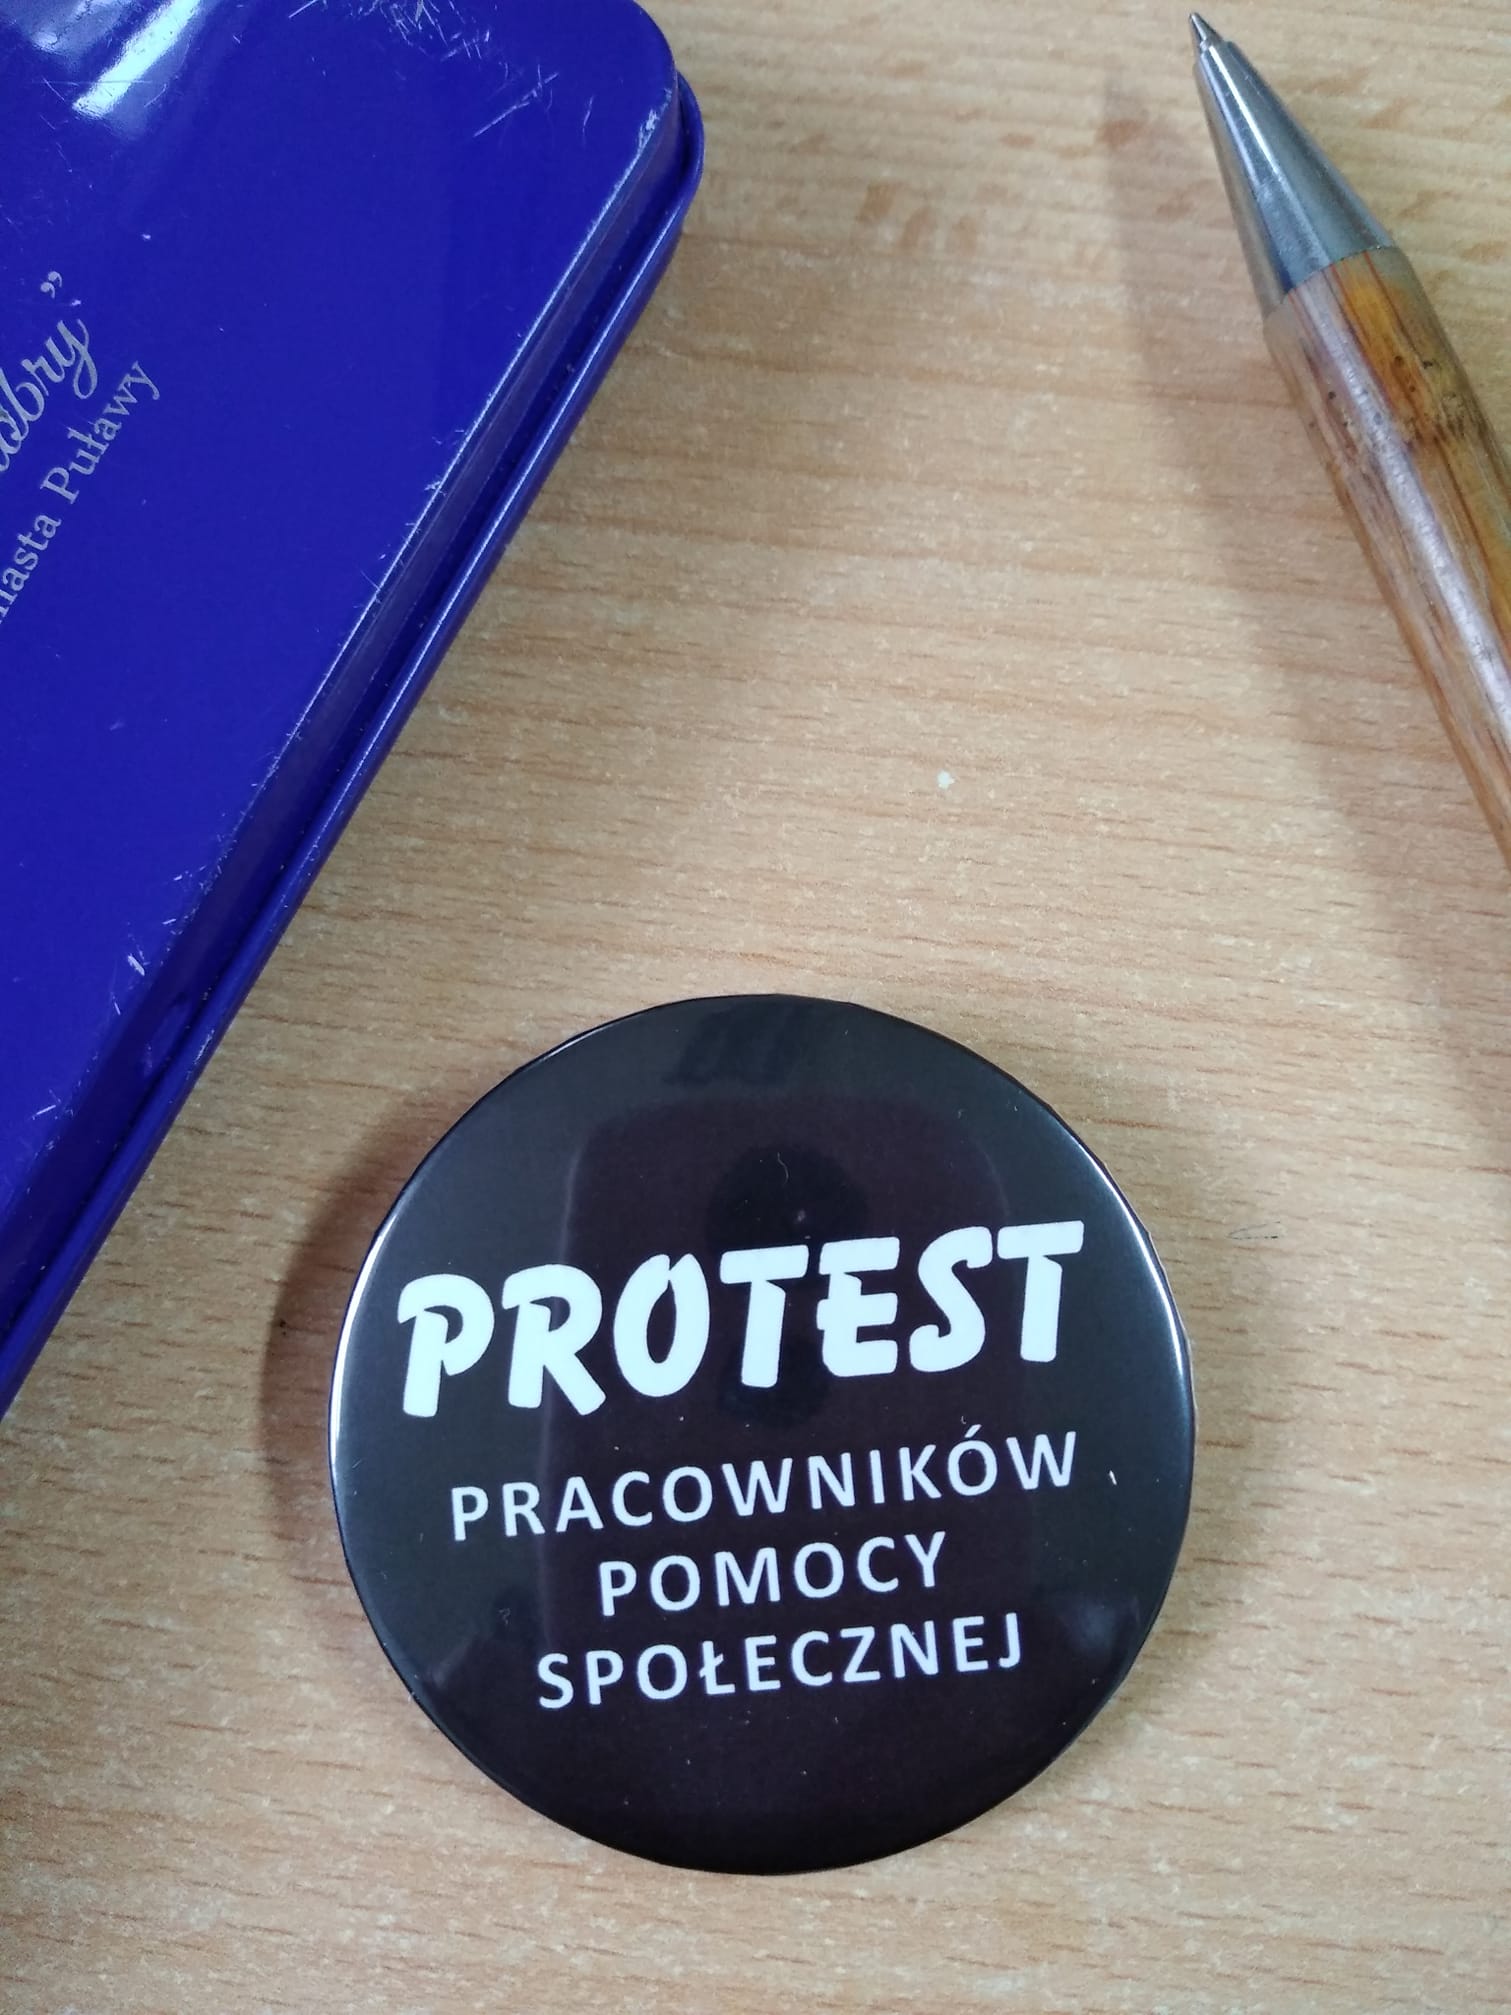 Puławy
PROTEST
PRACOWNIKÓW
POMOCY
SPOŁECZNEJ